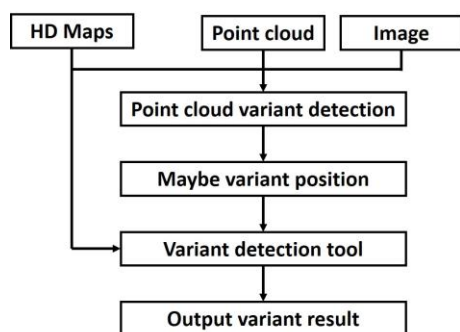 HD Maps
Point cloud
Image
Point cloud variant detection
Maybe variant position
Variant detection tool
Output variant result